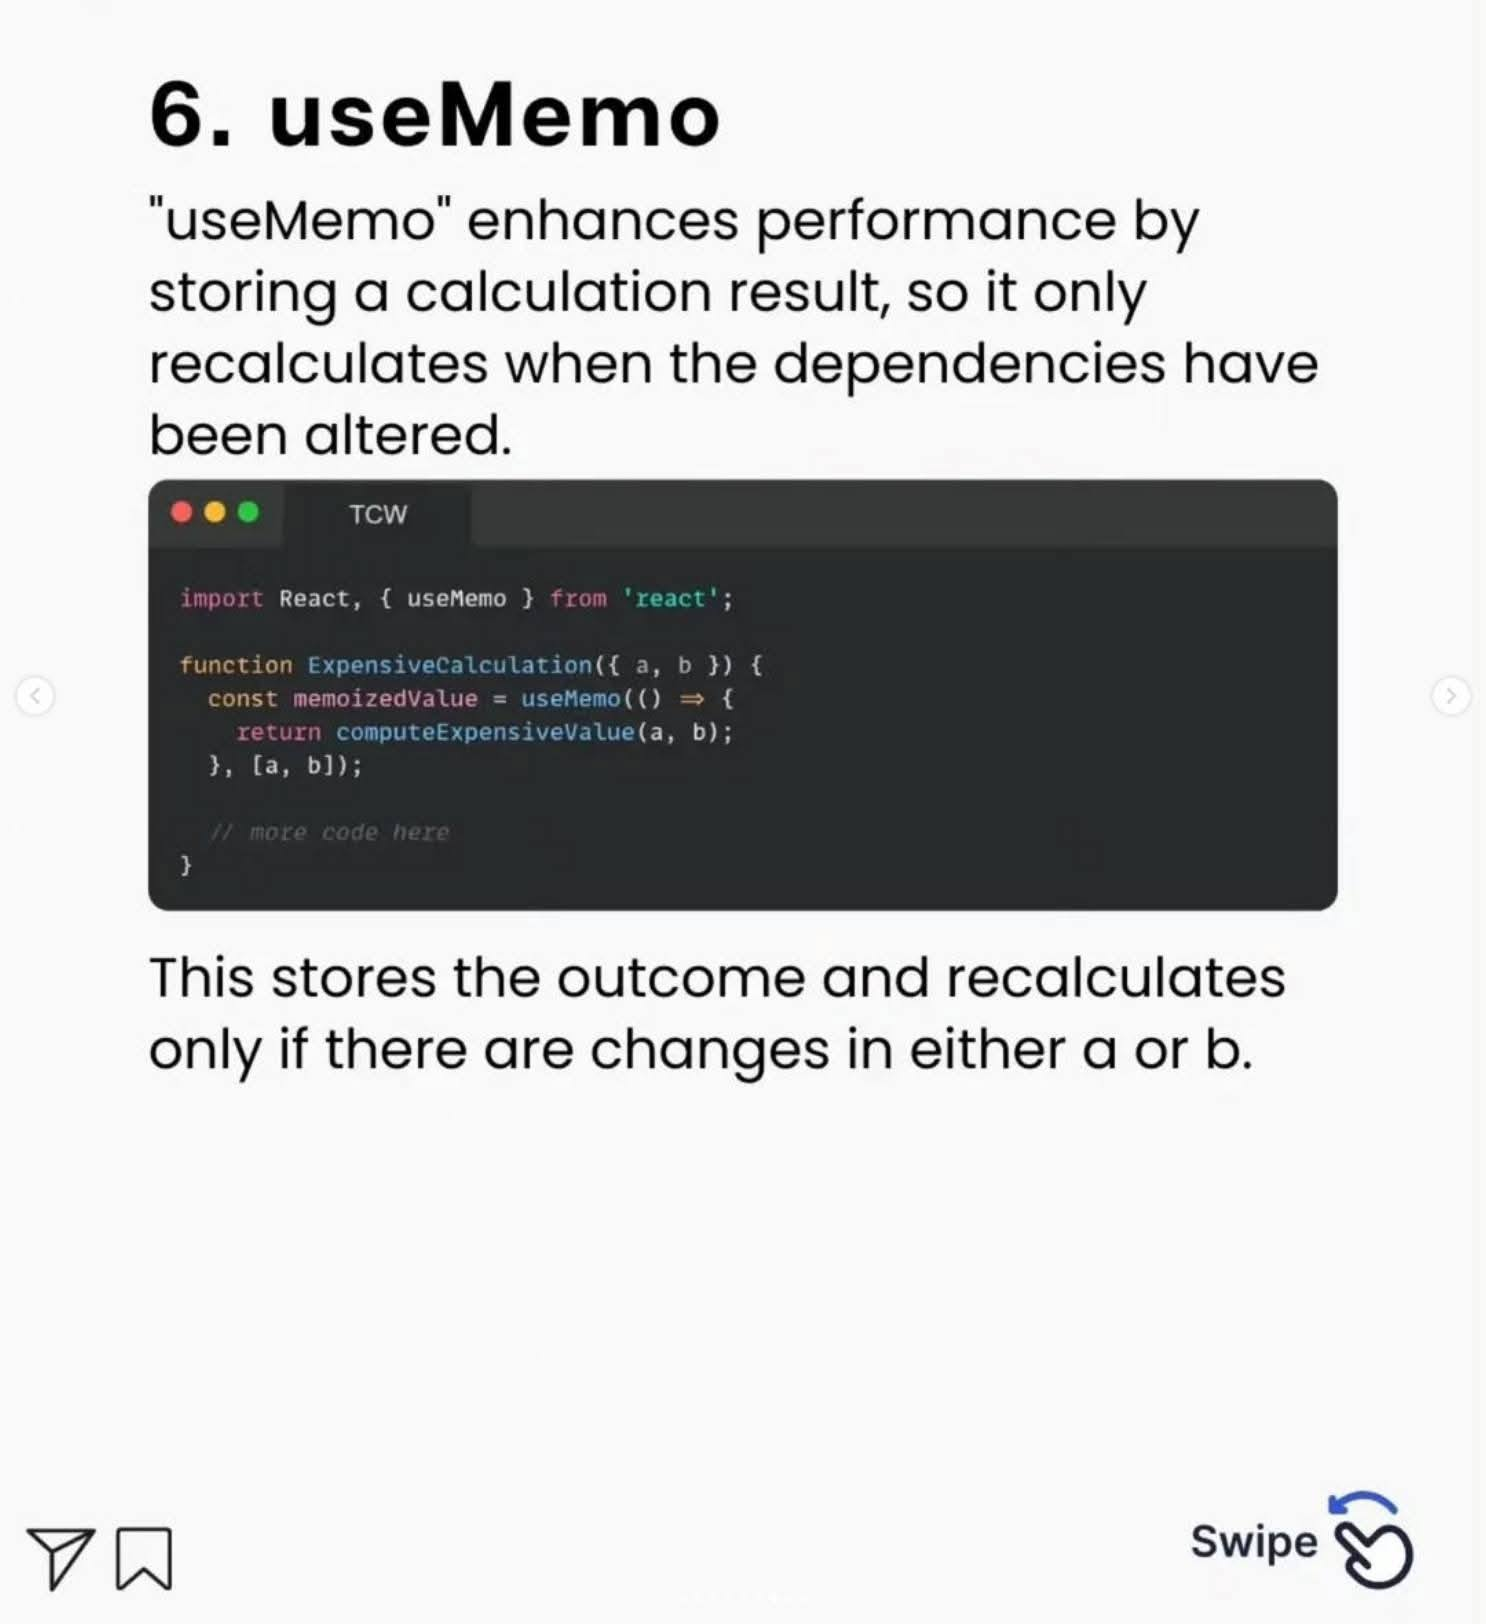 6. useMemo
"useMemo" enhances performance by
storing a calculation result, so it only
recalculates when the dependencies have
been altered.
TCW
import React, { useMemo } from 'react';
function ExpensiveCalculation({ a, b }) {
  const memoizedValue = useMemo(() ⇒ {
    return computeExpensiveValue(a, b);
  }, [a, b]);
  // more code here
}
This stores the outcome and recalculates
only if there are changes in either a or b.
Swipe